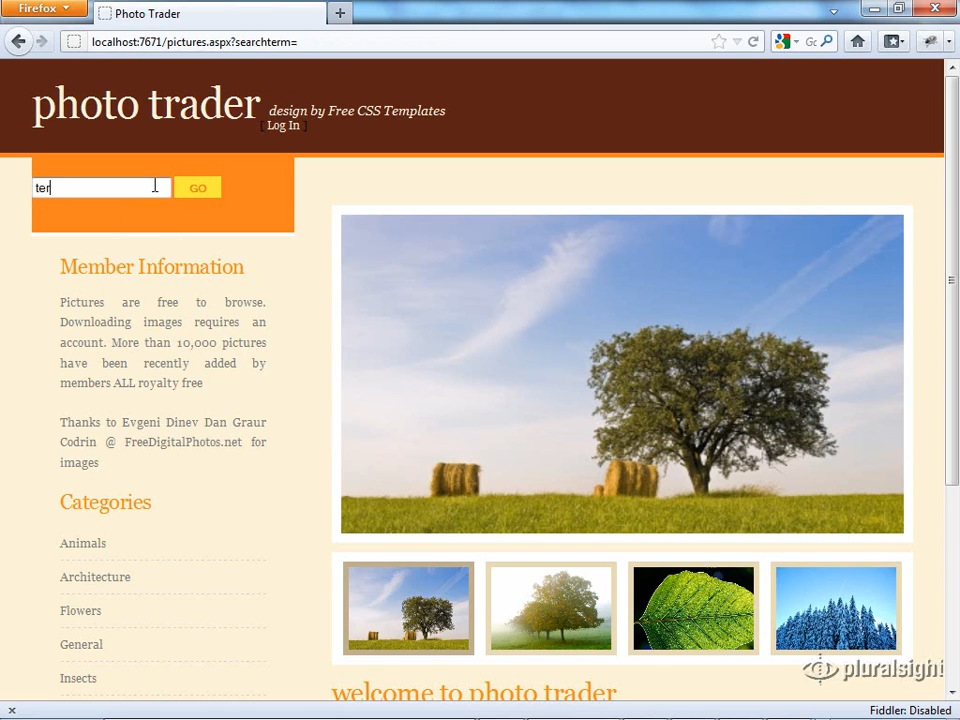 Firefox
Photo Trader
localhost:7671/pictures.aspx?searchterm=
photo trader design by Free CSS Templates
[ Log In ]
ter
GO
Member Information
Pictures are free to browse.
Downloading images requires an
account. More than 10,000 pictures
have been recently added by
members ALL royalty free
Thanks to Evgeni Dinev Dan Graur
Codrin @ FreeDigitalPhotos.net for
images
Categories
Animals
Architecture
Flowers
General
Insects
welcome to photo trader
pluralsight
Fiddler: Disabled